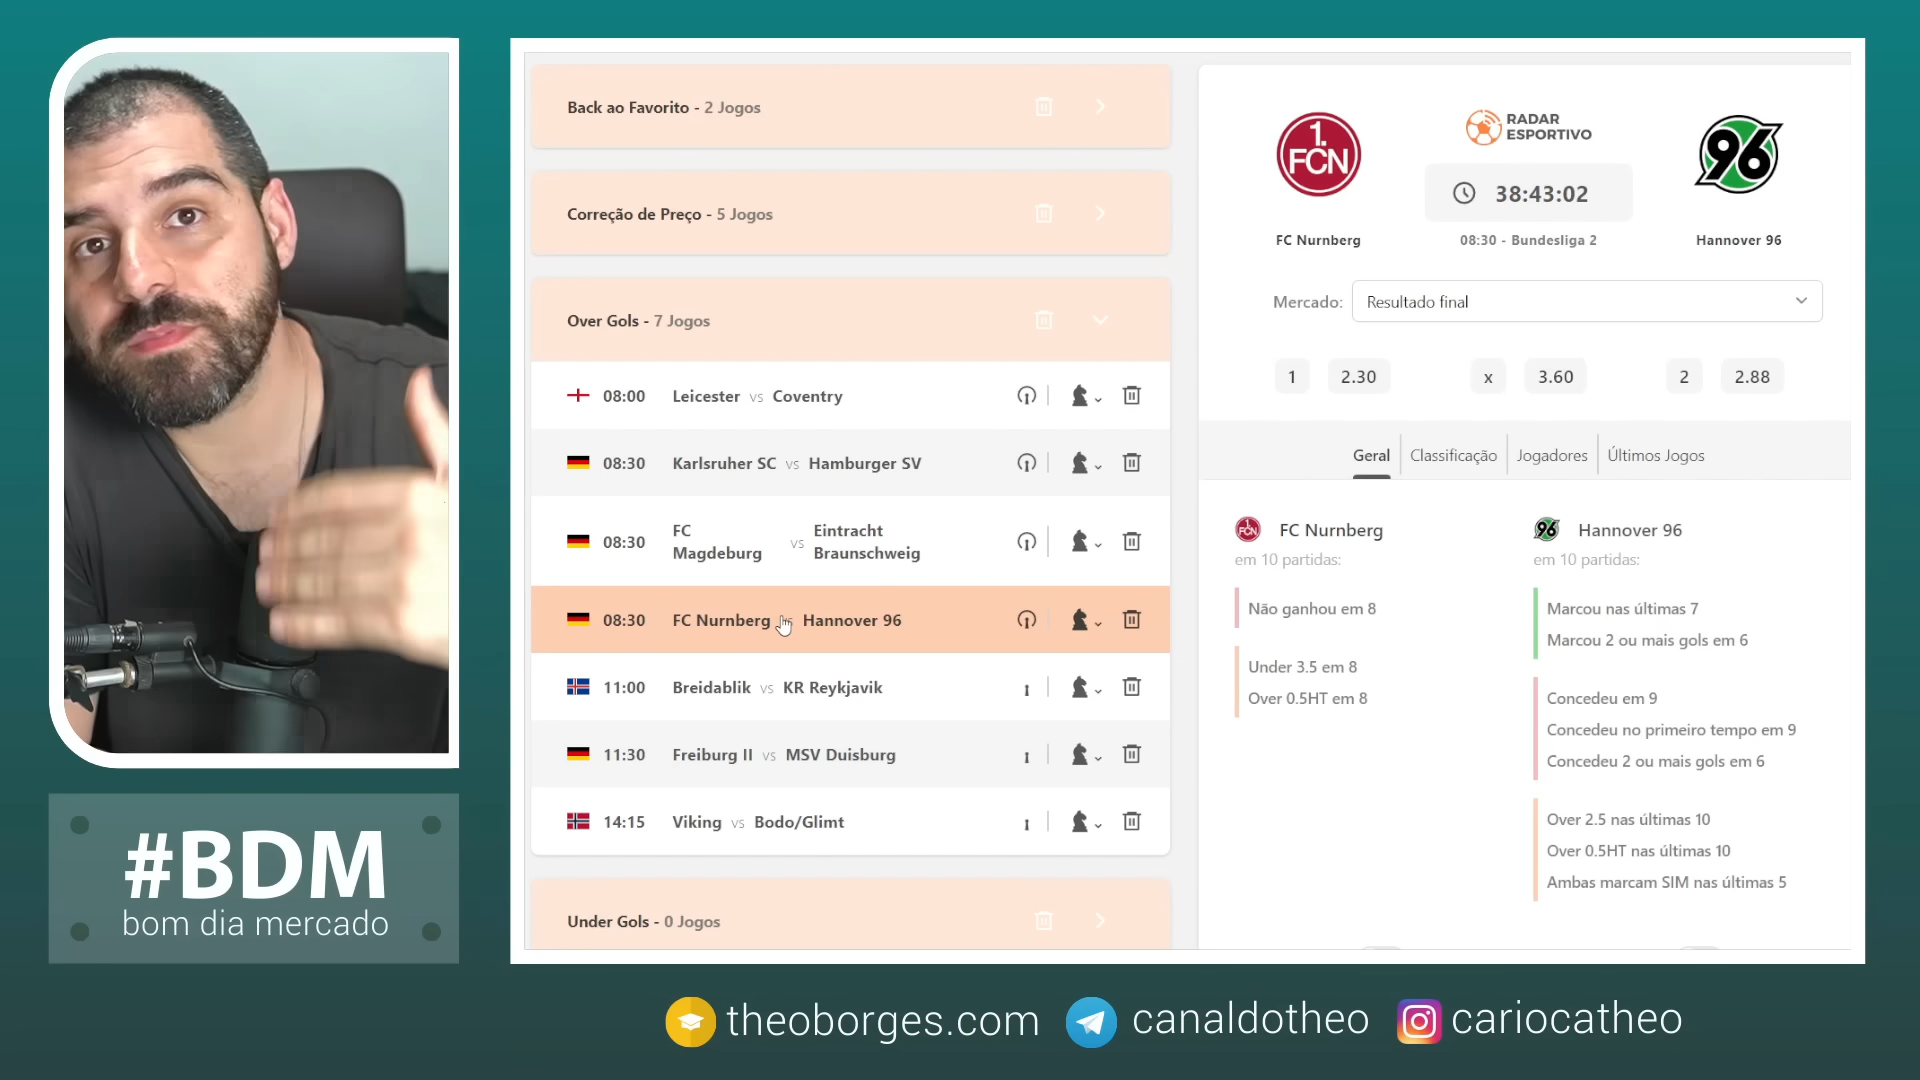 Back ao Favorito - 2 Jogos
Correção de Preço - 5 Jogos
Over Gols - 7 Jogos
08:00 Leicester vs Coventry
08:30 Karlsruher SC vs Hamburger SV
08:30 FC Magdeburg vs Eintracht Braunschweig
08:30 FC Nurnberg Hannover 96
11:00 Breidablik vs KR Reykjavik
11:30 Freiburg II vs MSV Duisburg
14:15 Viking vs Bodo/Glimt
Under Gols - 0 Jogos
1. FCN
RADAR ESPORTIVO
96
38:43:02
FC Nurnberg
08:30 - Bundesliga 2
Hannover 96
Mercado: Resultado final
1 2.30 x 3.60 2 2.88
Geral Classificação Jogadores Últimos Jogos
FC Nurnberg
em 10 partidas:
Não ganhou em 8
Under 3.5 em 8
Over 0.5HT em 8
Hannover 96
em 10 partidas:
Marcou nas últimas 7
Marcou 2 ou mais gols em 6
Concedeu em 9
Concedeu no primeiro tempo em 9
Concedeu 2 ou mais gols em 6
Over 2.5 nas últimas 10
Over 0.5HT nas últimas 10
Ambas marcam SIM nas últimas 5
#BDM
bom dia mercado
theoborges.com canaldotheo cariocatheo